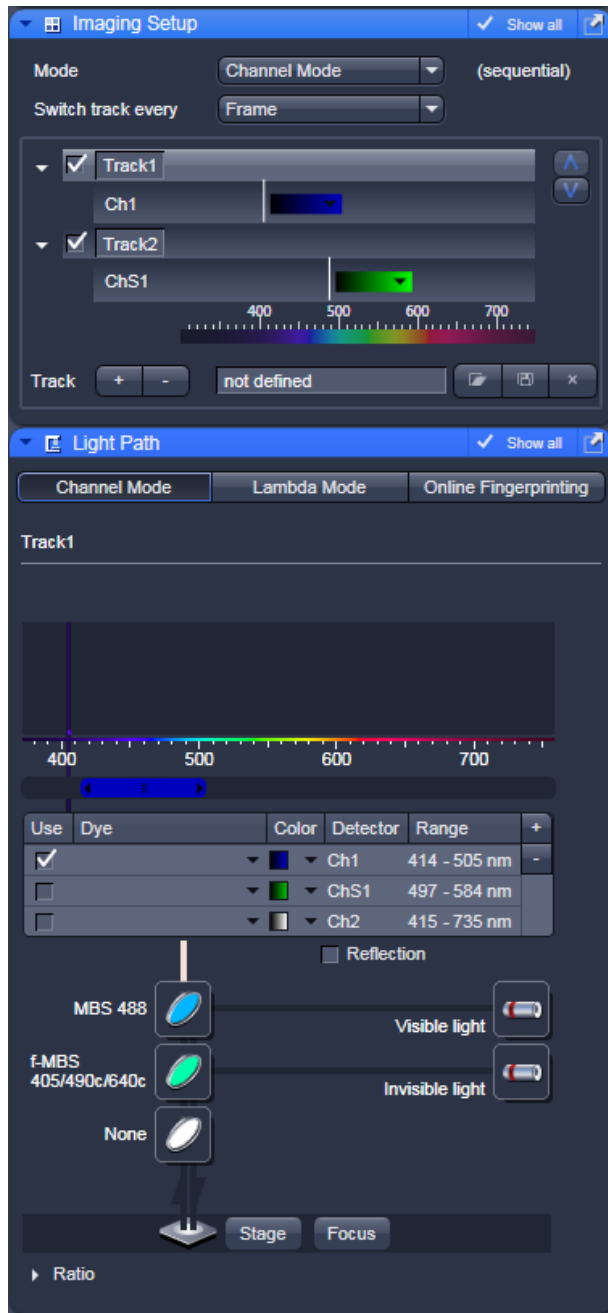 Imaging Setup
Show all
Mode
Channel Mode
(sequential)
Switch track every
Frame
Track1
Ch1
Track2
ChS1
400 500 600 700
Track
+
-
not defined
Light Path
Show all
Channel Mode
Lambda Mode
Online Fingerprinting
Track1
400 500 600 700
Use Dye Color Detector Range +
Ch1 414 - 505 nm -
ChS1 497 - 584 nm
Ch2 415 - 735 nm
Reflection
MBS 488
Visible light
f-MBS
405/490c/640c
Invisible light
None
Stage
Focus
Ratio